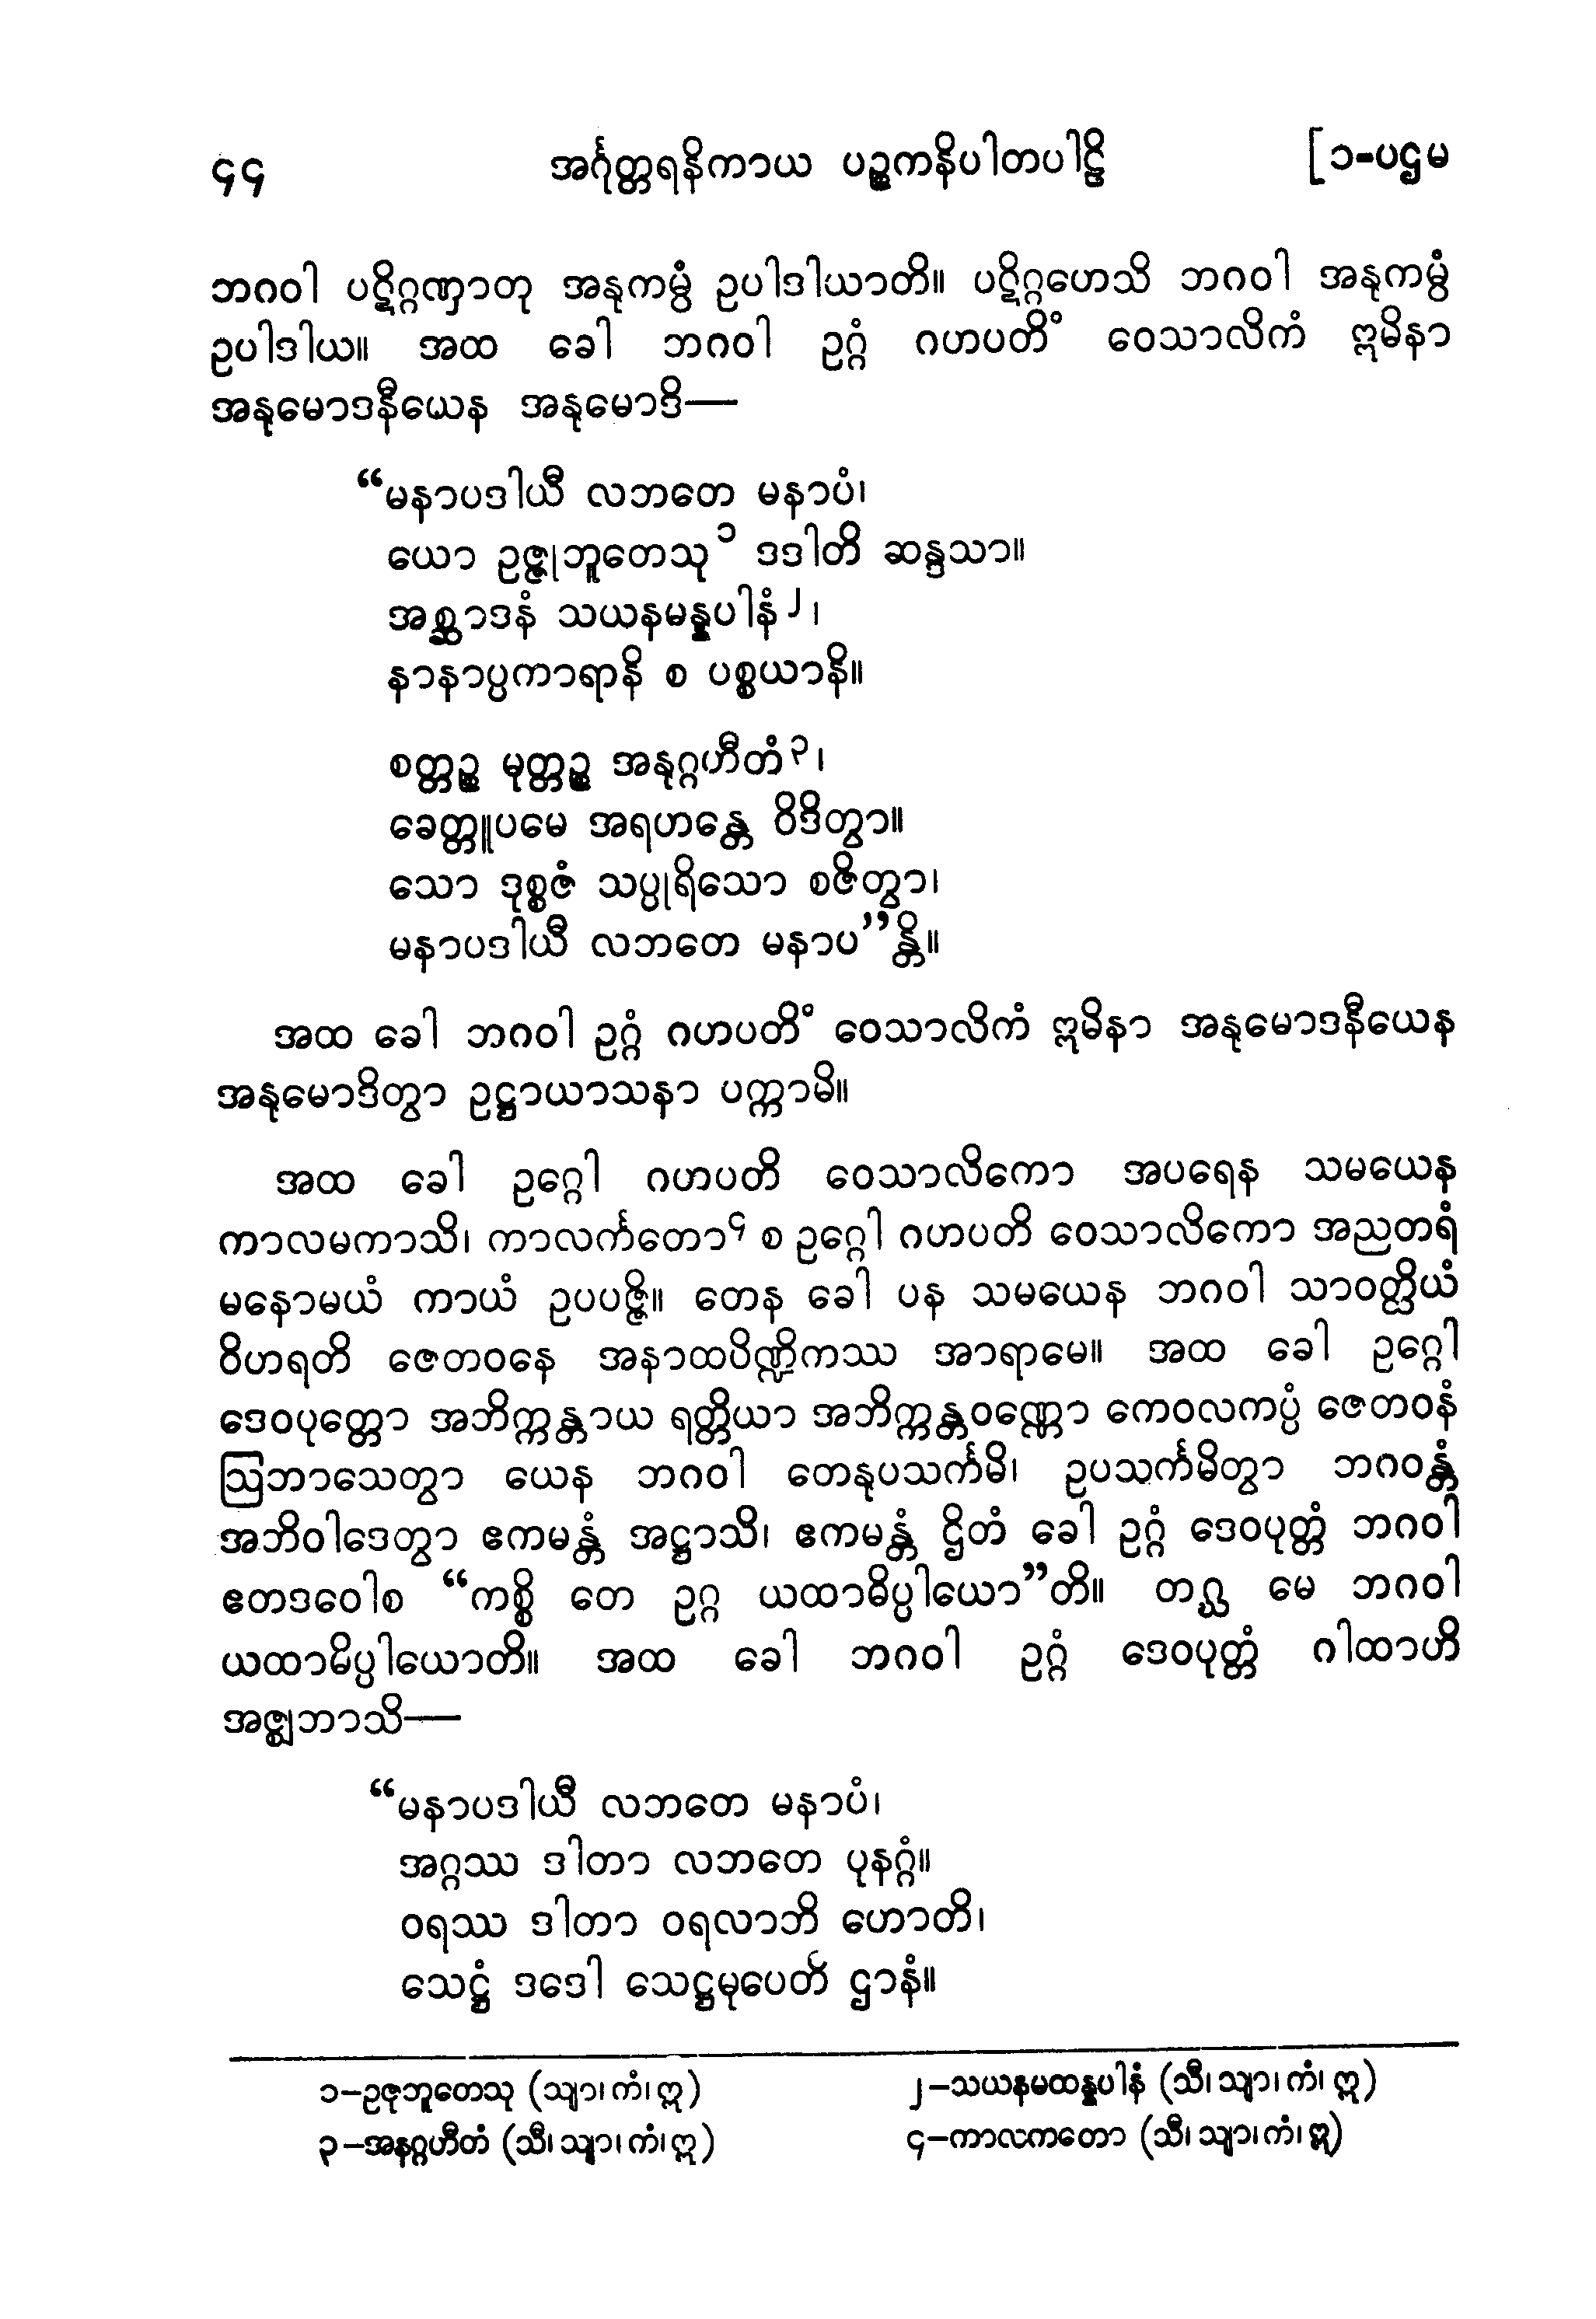 ၄၄ အင်္ဂုတ္တရနိကာယ ပဉ္စကနိပါတပါဠိ [၁-ပဌမ
ဘဂဝါ ပဋိဂ္ဂဏှာတု အနုကမ္ပံ ဥပါဒါယာတိ။ ပဋိဂ္ဂဟေသိ ဘဂဝါ အနုကမ္ပံ
ဥပါဒါယ။ အထ ခေါ ဘဂဝါ ဥဂ္ဂံ ဂဟပတိံ ဝေသာလိကံ ဣမိနာ
အနုမောဒနီယေန အနုမောဒိ—
“မနာပဒါယီ လဘတေ မနာပံ၊
ယော ဥဇ္ဇုဘူတေသု၁ ဒဒါတိ ဆန္ဒသာ။
အစ္ဆာဒနံ သယနမန္နပါနံ၂၊
နာနာပ္ပကာရာနိ စ ပစ္စယာနိ။
စတ္တဉ္စ မုတ္တဉ္စ အနုဂ္ဂဟီတံ၃၊
ခေတ္တူပမေ အရဟန္တေ ဝိဒိတွာ။
သော ဒုစ္စဇံ သပ္ပုရိသော စဇိတွာ၊
မနာပဒါယီ လဘတေ မနာပ”န္တိ။
အထ ခေါ ဘဂဝါ ဥဂ္ဂံ ဂဟပတိံ ဝေသာလိကံ ဣမိနာ အနုမောဒနီယေန
အနုမောဒိတွာ ဥဋ္ဌာယာသနာ ပက္ကာမိ။
အထ ခေါ ဥဂ္ဂေါ ဂဟပတိ ဝေသာလိကော အပရေန သမယေန
ကာလမကာသိ၊ ကာလင်္ကတော၄ စ ဥဂ္ဂေါ ဂဟပတိ ဝေသာလိကော အညတရံ
မနောမယံ ကာယံ ဥပပဇ္ဇိ။ တေန ခေါ ပန သမယေန ဘဂဝါ သာဝတ္ထိယံ
ဝိဟရတိ ဇေတဝနေ အနာထပိဏ္ဍိကဿ အာရာမေ။ အထ ခေါ ဥဂ္ဂေါ
ဒေဝပုတ္တော အဘိက္ကန္တာယ ရတ္တိယာ အဘိက္ကန္တဝဏ္ဏော ကေဝလကပ္ပံ ဇေတဝနံ
ဩဘာသေတွာ ယေန ဘဂဝါ တေနုပသင်္ကမိ၊ ဥပသင်္ကမိတွာ ဘဂဝန္တံ
အဘိဝါဒေတွာ ဧကမန္တံ အဋ္ဌာသိ၊ ဧကမန္တံ ဌိတံ ခေါ ဥဂ္ဂံ ဒေဝပုတ္တံ ဘဂဝါ
ဧတဒဝေါစ “ကစ္စိ တေ ဥဂ္ဂ ယထာဓိပ္ပါယော”တိ။ တဂ္ဃ မေ ဘဂဝါ
ယထာဓိပ္ပါယောတိ။ အထ ခေါ ဘဂဝါ ဥဂ္ဂံ ဒေဝပုတ္တံ ဂါထာဟိ
အဇ္ဈဘာသိ—
“မနာပဒါယီ လဘတေ မနာပံ၊
အဂ္ဂဿ ဒါတာ လဘတေ ပုနဂ္ဂံ။
ဝရဿ ဒါတာ ဝရလာဘိ ဟောတိ၊
သေဋ္ဌံ ဒဒေါ သေဋ္ဌမုပေတိ ဌာနံ။
၁–ဥဇုဘူတေသု (သျာ၊ ကံ၊ ဣ) ၂–သယနမထန္နပါနံ (သီ၊ သျာ၊ ကံ၊ ဣ)
၃–အနဂ္ဂဟီတံ (သီ၊ သျာ၊ ကံ၊ ဣ) ၄–ကာလကတော (သီ၊ သျာ၊ ကံ၊ ဣ)